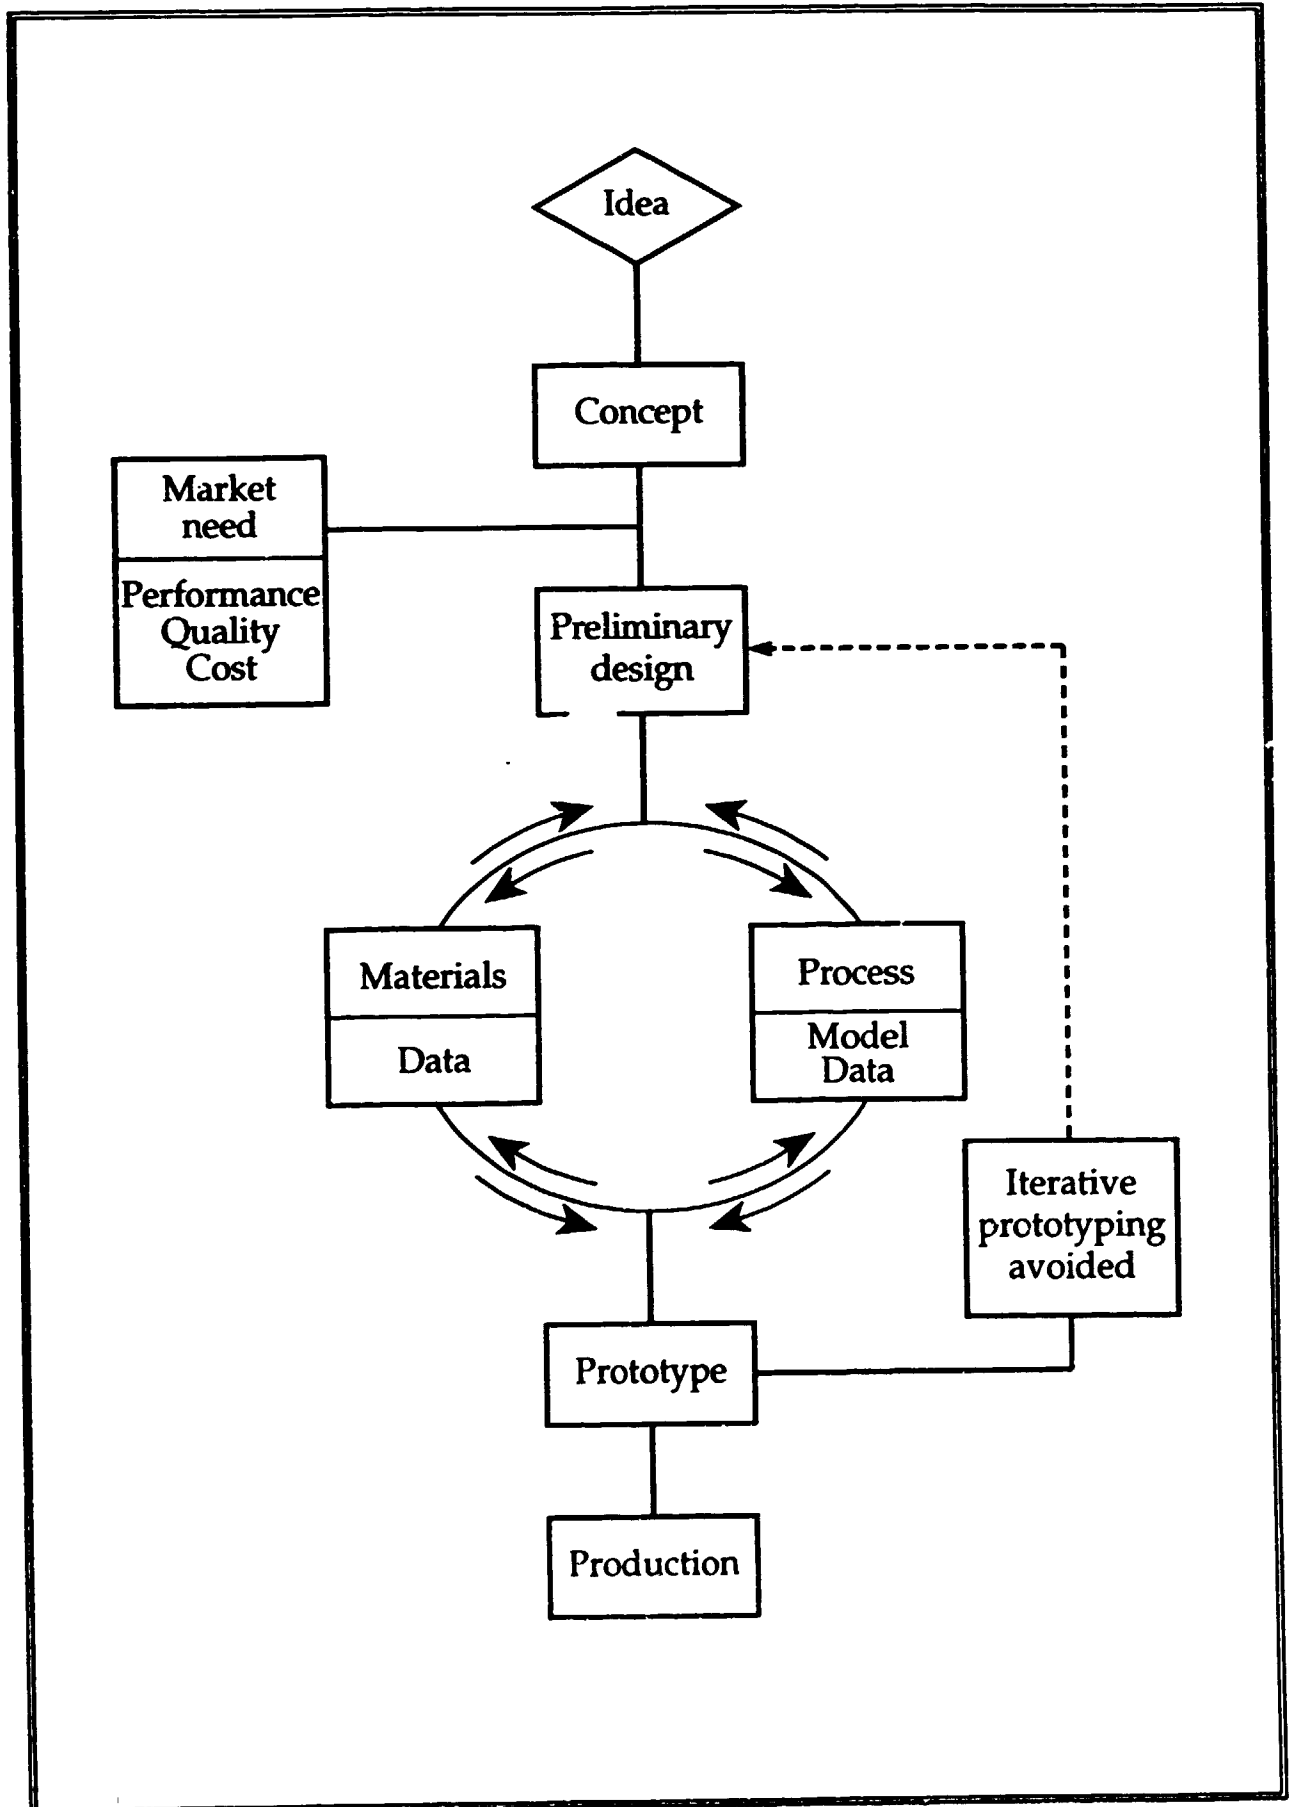 Idea
Concept
Market
need
Performance
Quality
Cost
Preliminary
design
Materials
Data
Process
Model
Data
Iterative
prototyping
avoided
Prototype
Production